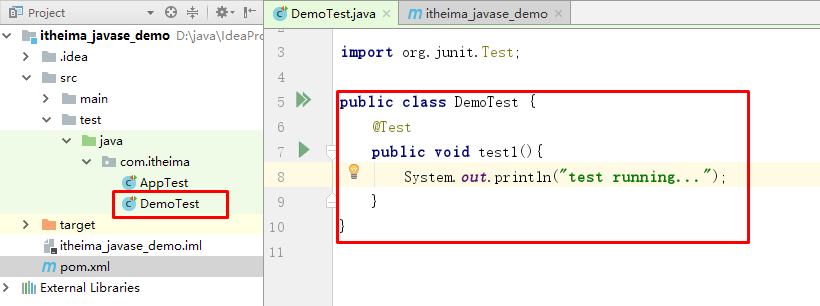 Project
itheima_javase_demo D:\java\IdeaPro
.idea
src
main
test
java
com.itheima
AppTest
DemoTest
target
itheima_javase_demo.iml
pom.xml
External Libraries
DemoTest.java
itheima_javase_demo
3 import org.junit.Test;
4
5 public class DemoTest {
6 @Test
7 public void test1(){
8 System.out.println("test running...");
9 }
10 }
11